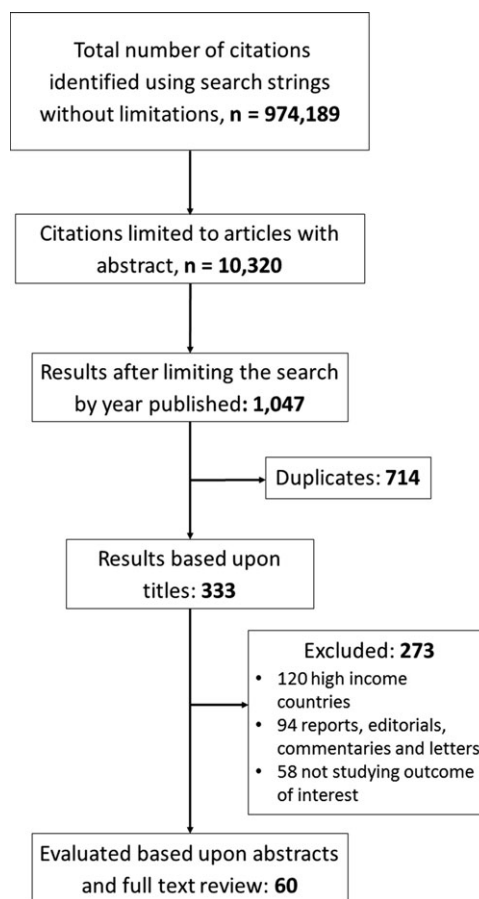 Total number of citations
identified using search strings
without limitations, n = 974,189
Citations limited to articles with
abstract, n = 10,320
Results after limiting the search
by year published: 1,047
Duplicates: 714
Results based upon
titles: 333
Excluded: 273
• 120 high income
countries
• 94 reports, editorials,
commentaries and letters
• 58 not studying outcome
of interest
Evaluated based upon abstracts
and full text review: 60